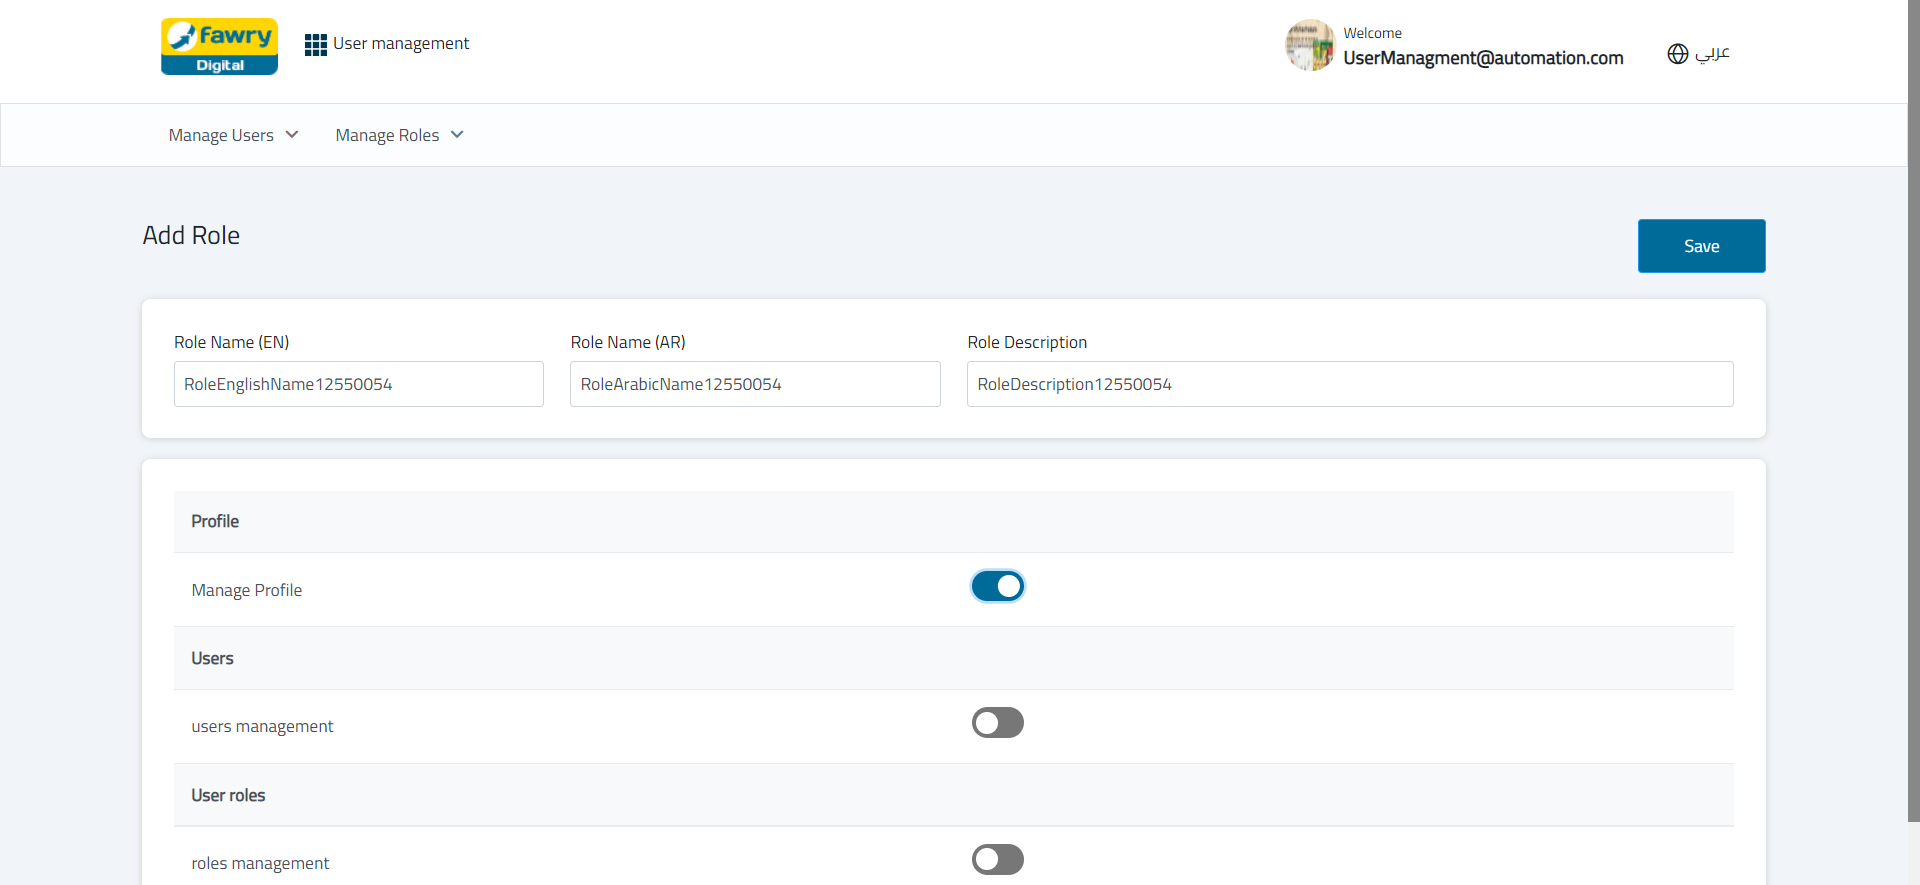 fawry
Digital
User management
Welcome
UserManagment@automation.com
عربي
Manage Users
Manage Roles
Add Role
Save
Role Name (EN)
Role Name (AR)
Role Description
RoleEnglishName12550054
RoleArabicName12550054
RoleDescription12550054
Profile
Manage Profile
Users
users management
User roles
roles management